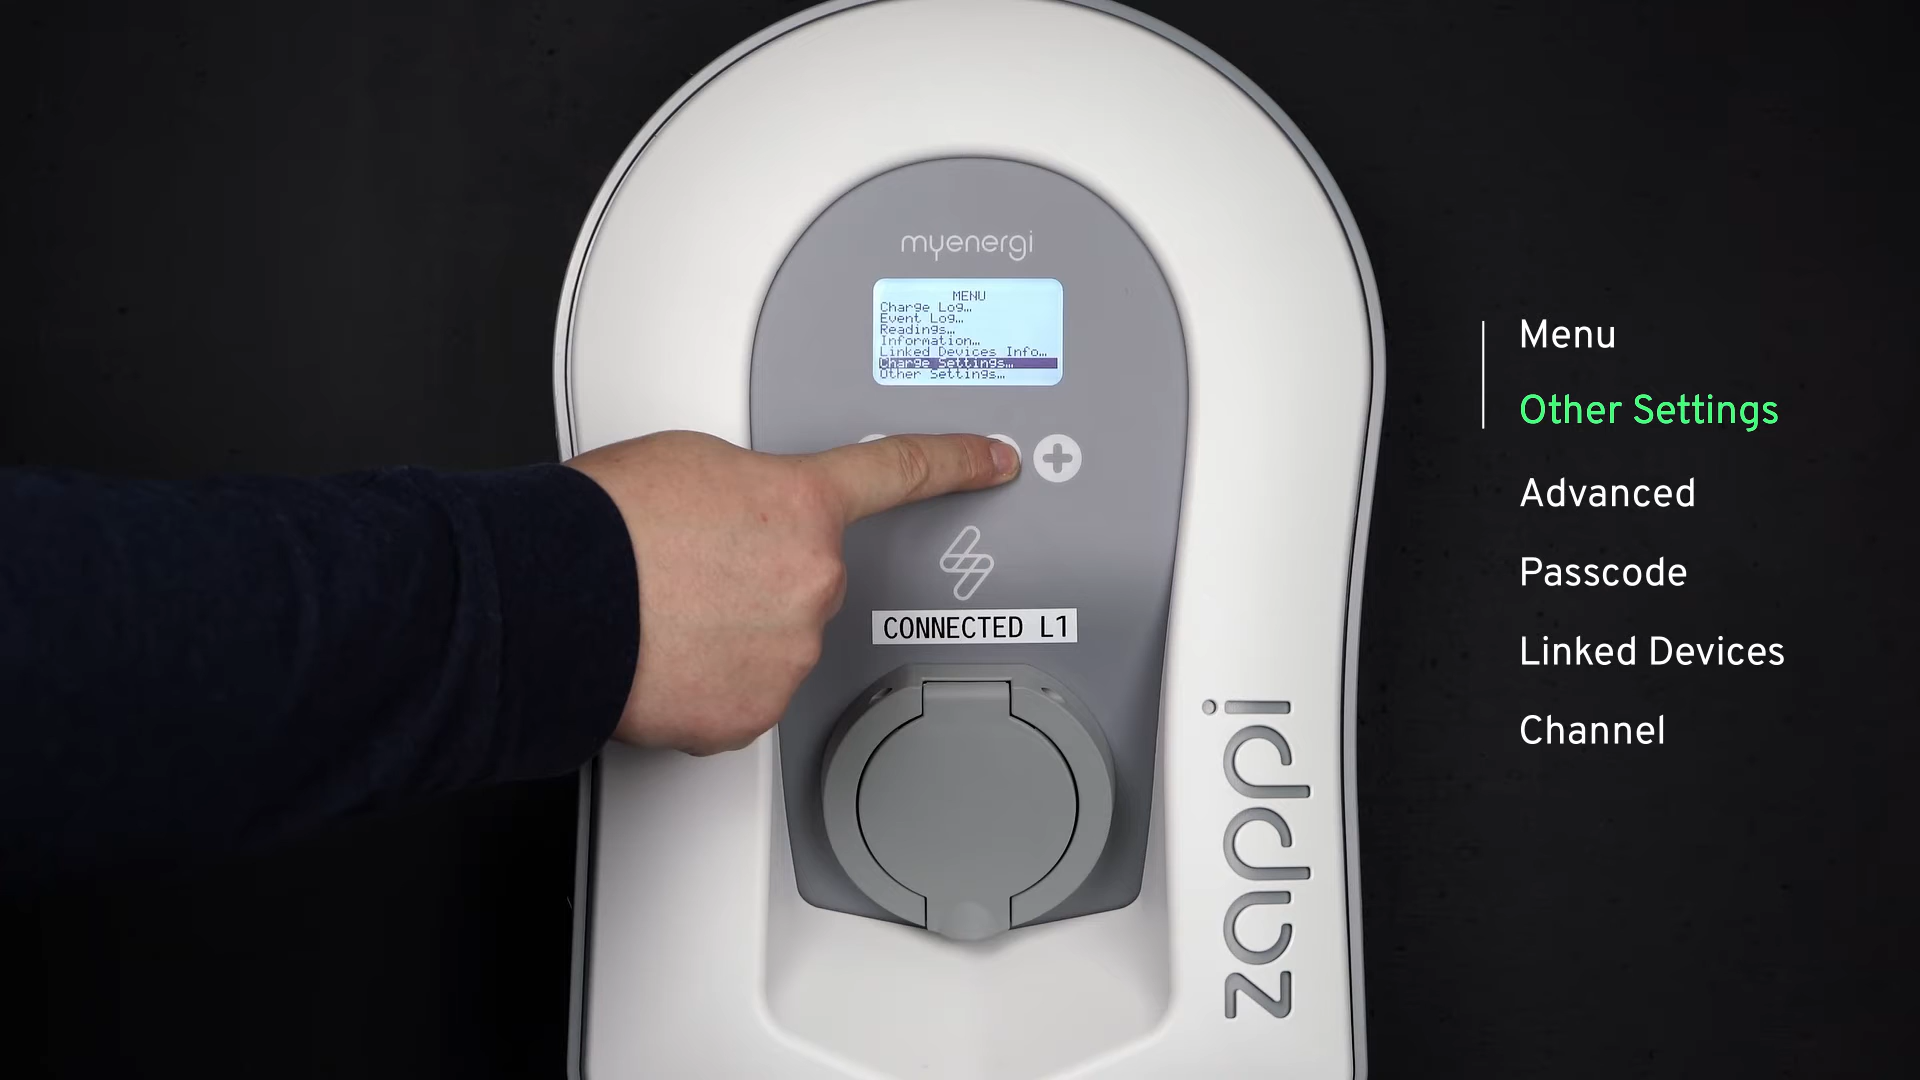 myenergi
MENU
Charge Log…
Event Log…
Readings…
Information…
Linked Devices Info…
Charge Settings…
Other Settings…
CONNECTED L1
zappi
Menu
Other Settings
Advanced
Passcode
Linked Devices
Channel